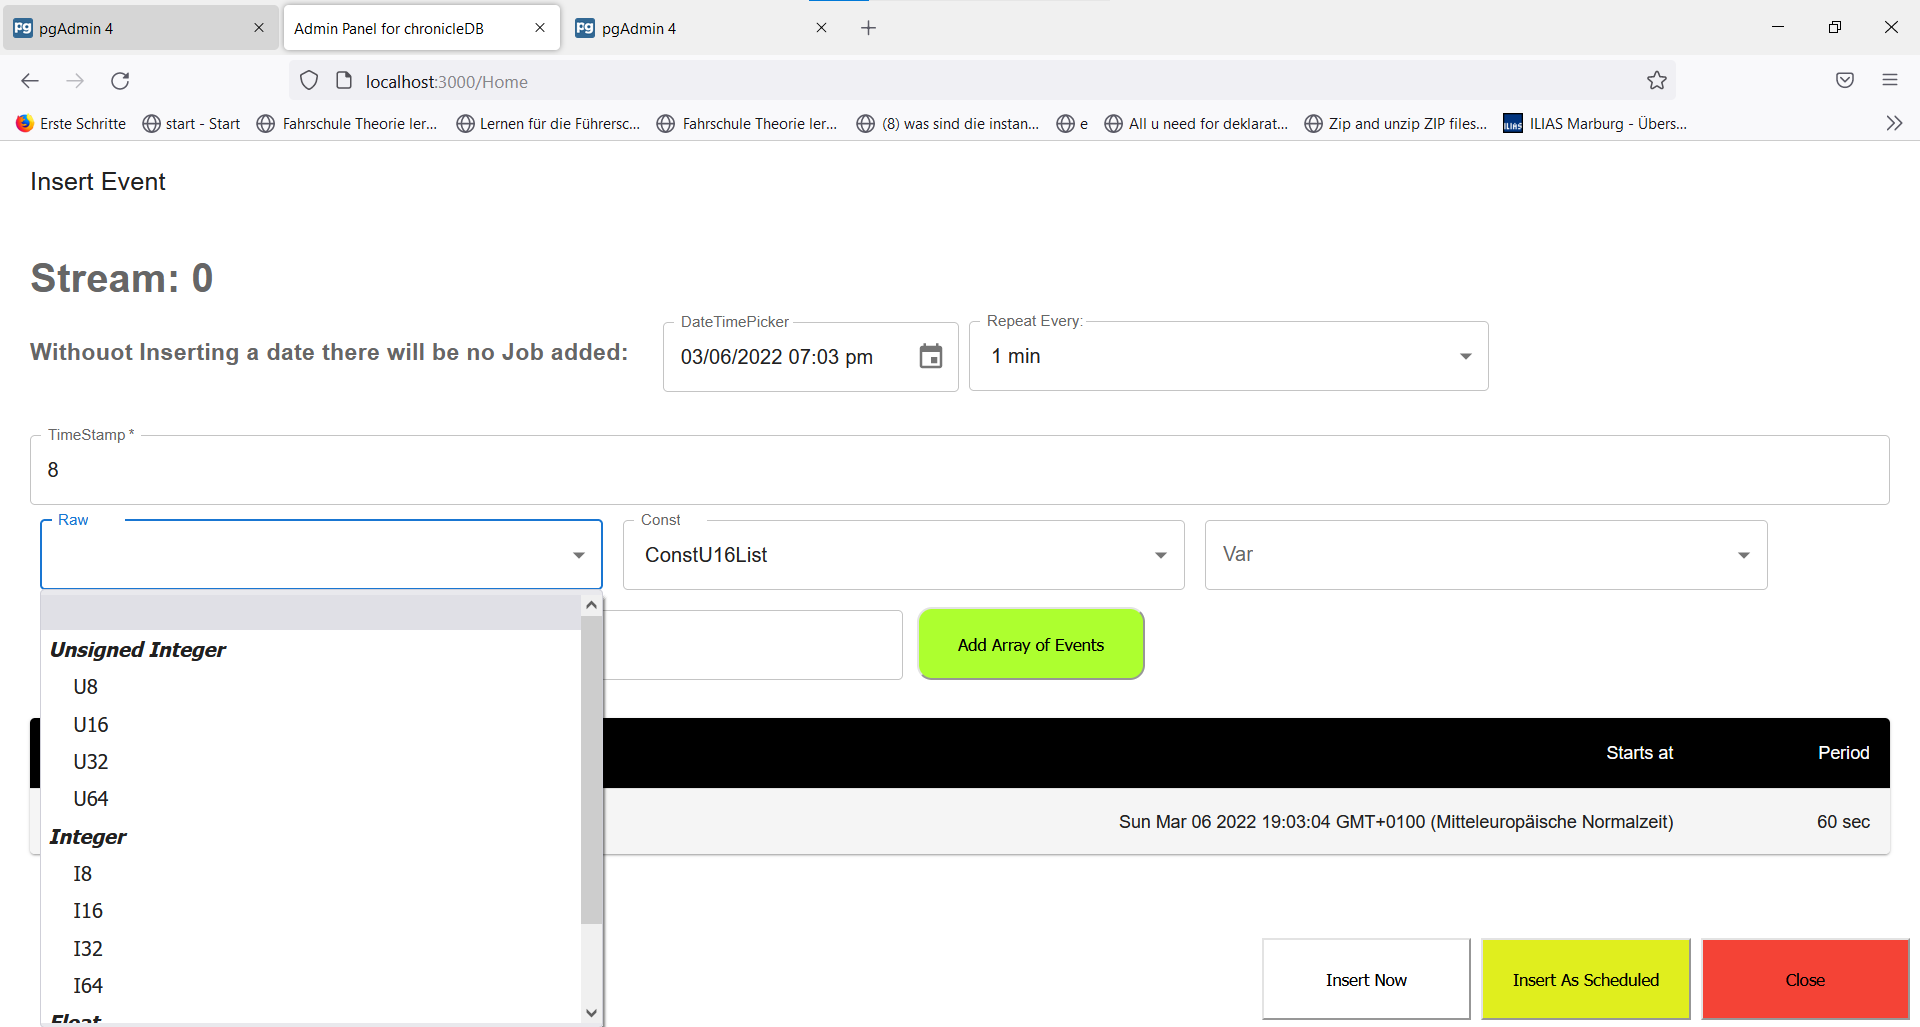 pgAdmin 4
Admin Panel for chronicleDB
pgAdmin 4
localhost:3000/Home
Erste Schritte
start - Start
Fahrschule Theorie ler...
Lernen für die Führersc...
Fahrschule Theorie ler...
(8) was sind die instan...
e
All u need for deklarat...
Zip and unzip ZIP files...
ILIAS Marburg - Übers...
Insert Event
Stream: 0
Withouot Inserting a date there will be no Job added:
DateTimePicker
03/06/2022 07:03 pm
Repeat Every:
1 min
TimeStamp *
8
Raw
Const
ConstU16List
Var
Unsigned Integer
U8
U16
U32
U64
Integer
I8
I16
I32
I64
Float
Add Array of Events
Starts at
Period
Sun Mar 06 2022 19:03:04 GMT+0100 (Mitteleuropäische Normalzeit)
60 sec
Insert Now
Insert As Scheduled
Close